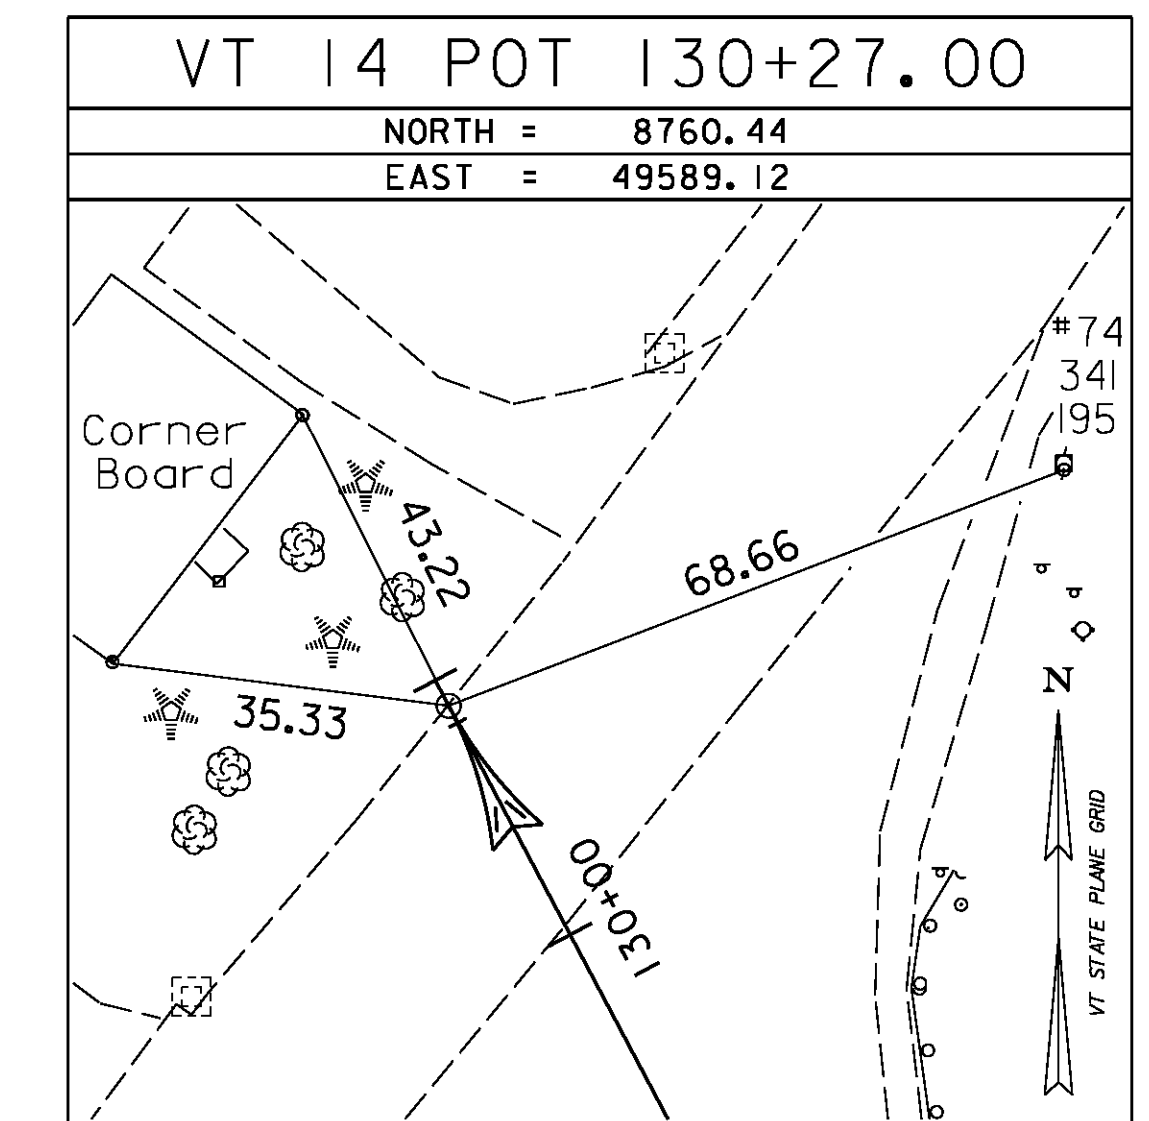 VT 14 POT 130+27.00
NORTH = 8760.44
EAST = 49589.12
#74
341
195
Corner
Board
43.22
68.66
35.33
N
130+00
VT STATE PLANE GRID